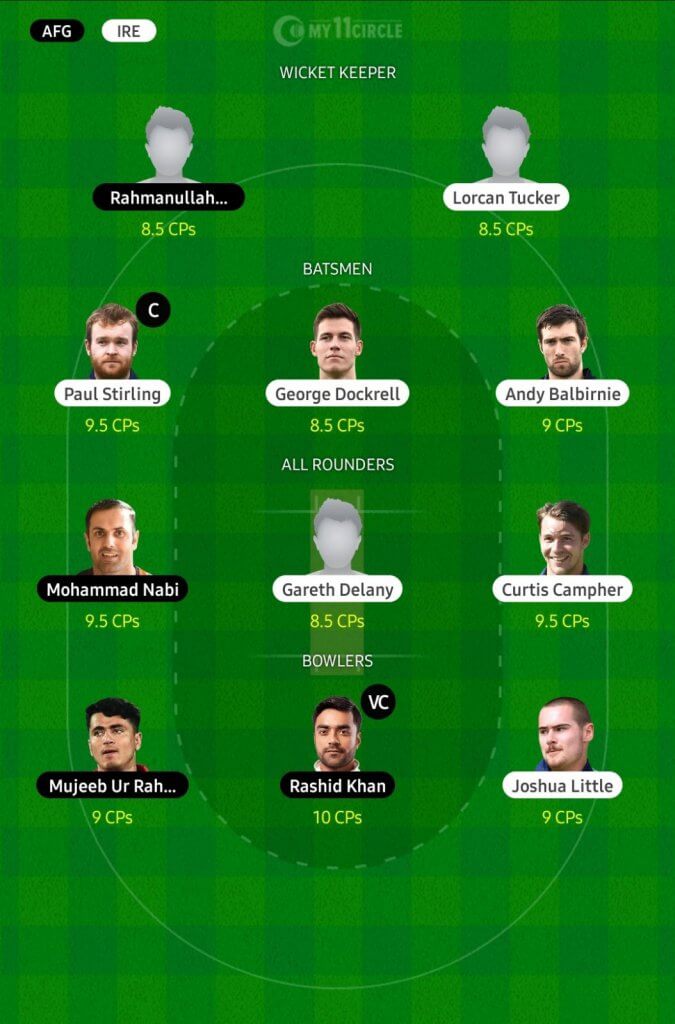 AFG IRE MY11CIRCLE
WICKET KEEPER
Rahmanullah... Lorcan Tucker
8.5 CPs 8.5 CPs
BATSMEN
C
Paul Stirling George Dockrell Andy Balbirnie
9.5 CPs 8.5 CPs 9 CPs
ALL ROUNDERS
Mohammad Nabi Gareth Delany Curtis Campher
9.5 CPs 8.5 CPs 9.5 CPs
BOWLERS
VC
Mujeeb Ur Rah... Rashid Khan Joshua Little
9 CPs 10 CPs 9 CPs